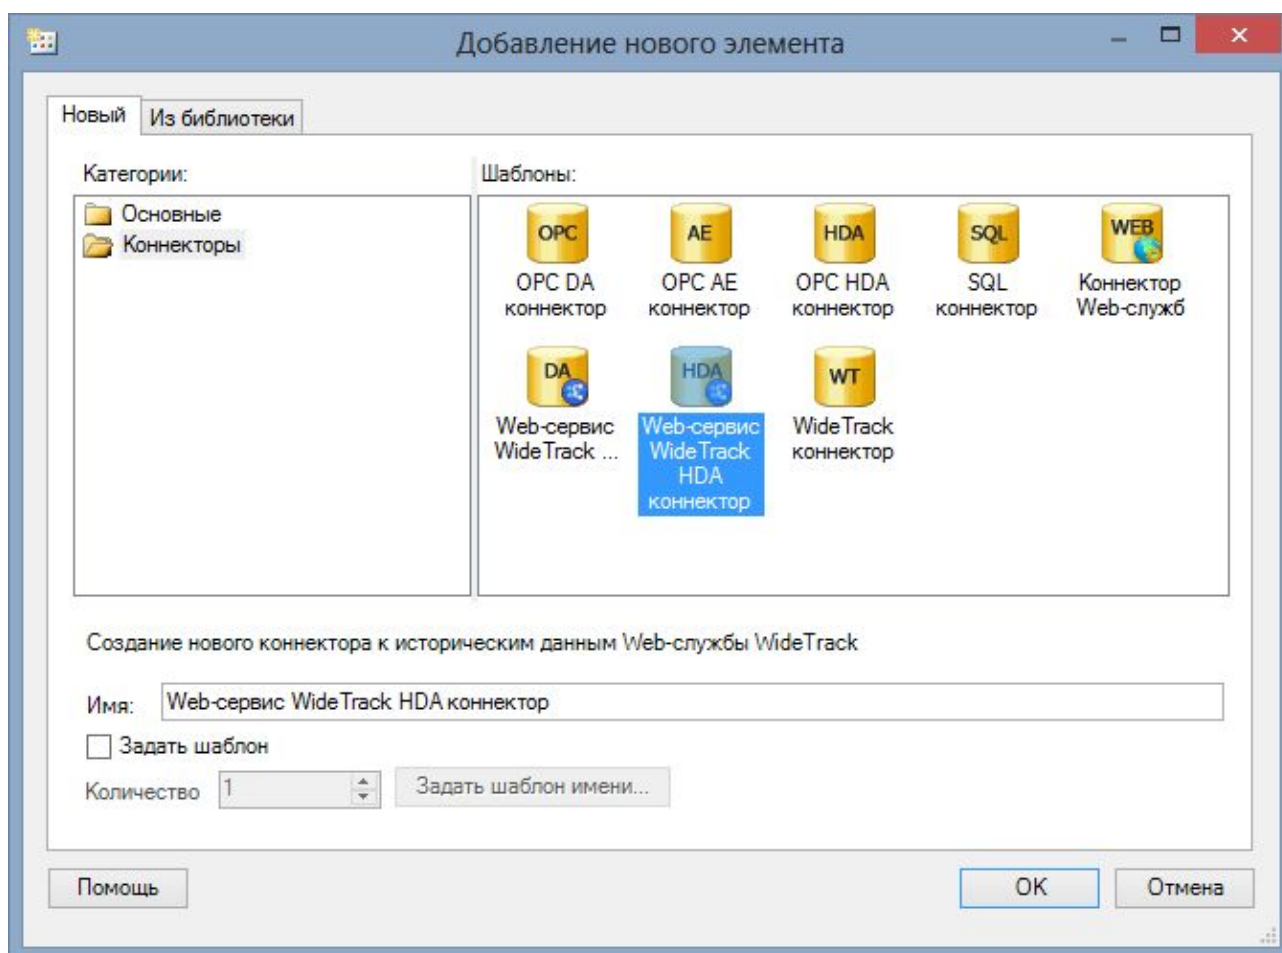 Добавление нового элемента
Новый
Из библиотеки
Категории:
Шаблоны:
Основные
Коннекторы
OPC
AE
HDA
SQL
WEB
OPC DA
коннектор
OPC AE
коннектор
OPC HDA
коннектор
SQL
коннектор
Коннектор
Web-служб
DA
HDA
WT
Web-сервис
WideTrack ...
Web-сервис
WideTrack
HDA
коннектор
WideTrack
коннектор
Создание нового коннектора к историческим данным Web-службы WideTrack
Имя:
Web-сервис WideTrack HDA коннектор
Задать шаблон
Количество
1
Задать шаблон имени...
Помощь
OK
Отмена